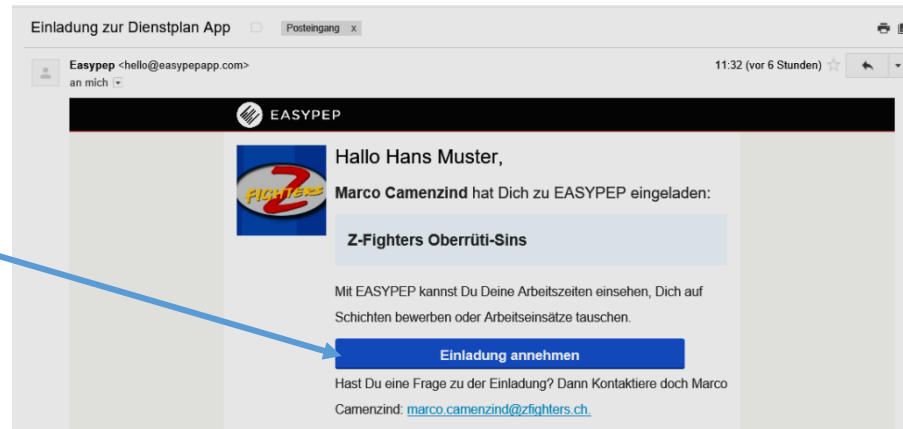 Einladung zur Dienstplan App Posteingang x
Easypep <hello@easypepapp.com> 11:32 (vor 6 Stunden)
an mich
EASYPEP
Z
FIGHTERS
Hallo Hans Muster,
Marco Camenzind hat Dich zu EASYPEP eingeladen:
Z-Fighters Oberrüti-Sins
Mit EASYPEP kannst Du Deine Arbeitszeiten einsehen, Dich auf
Schichten bewerben oder Arbeitseinsätze tauschen.
Einladung annehmen
Hast Du eine Frage zu der Einladung? Dann Kontaktiere doch Marco
Camenzind: marco.camenzind@zfighters.ch.